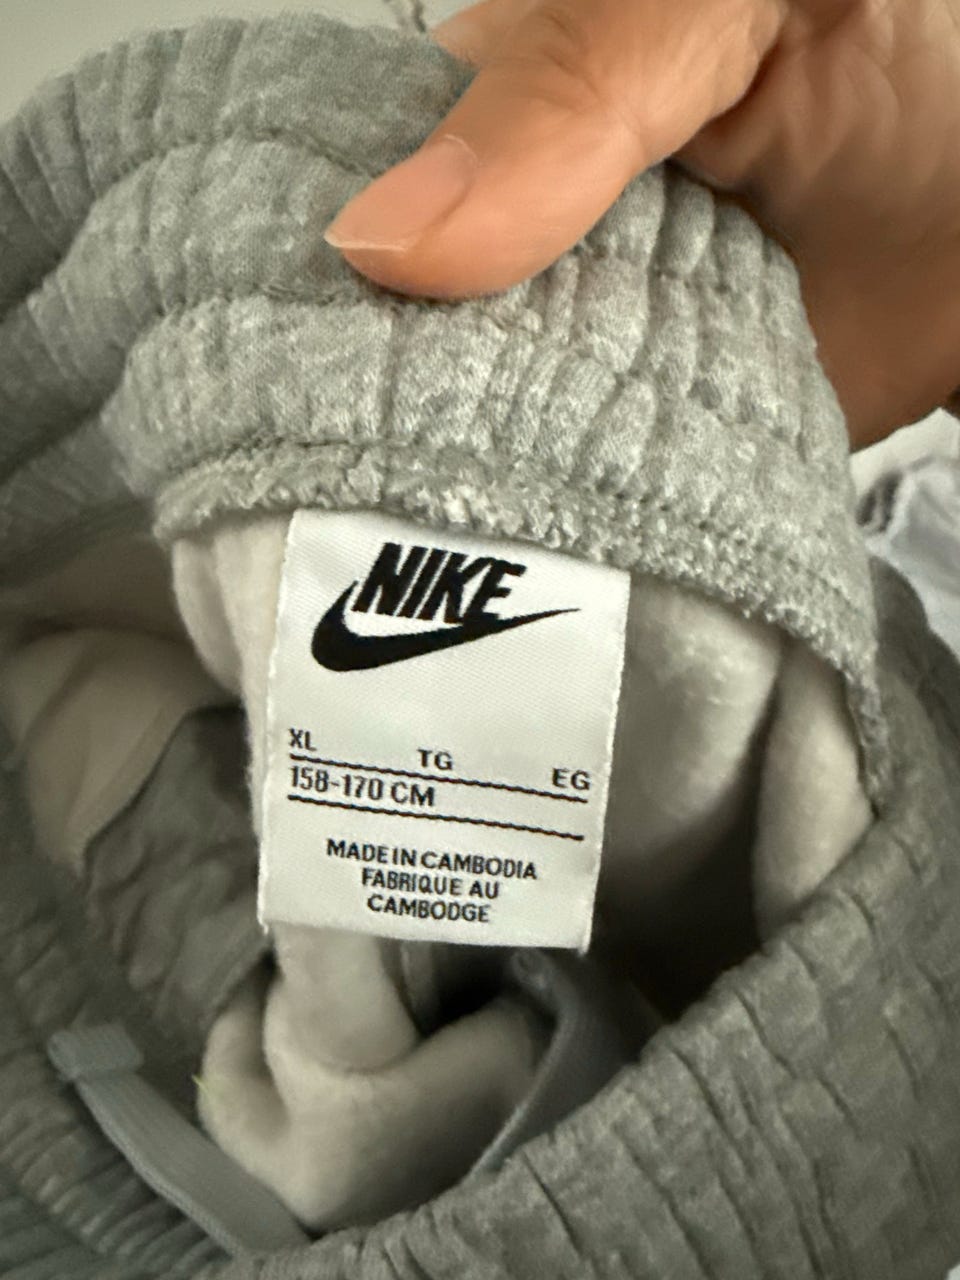 NIKE
XL TG EG
158-170 CM
MADE IN CAMBODIA
FABRIQUE AU
CAMBODGE